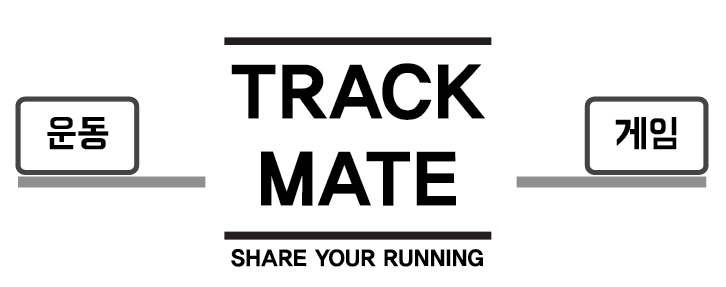 운동
TRACK
MATE
SHARE YOUR RUNNING
게임